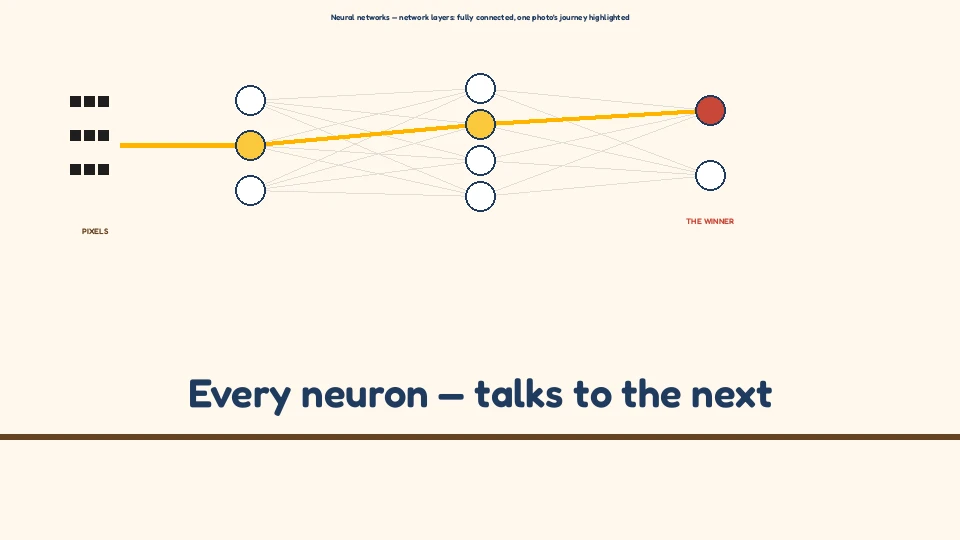 Neural networks — network layers: fully connected, one photo's journey highlighted
PIXELS
THE WINNER
Every neuron — talks to the next